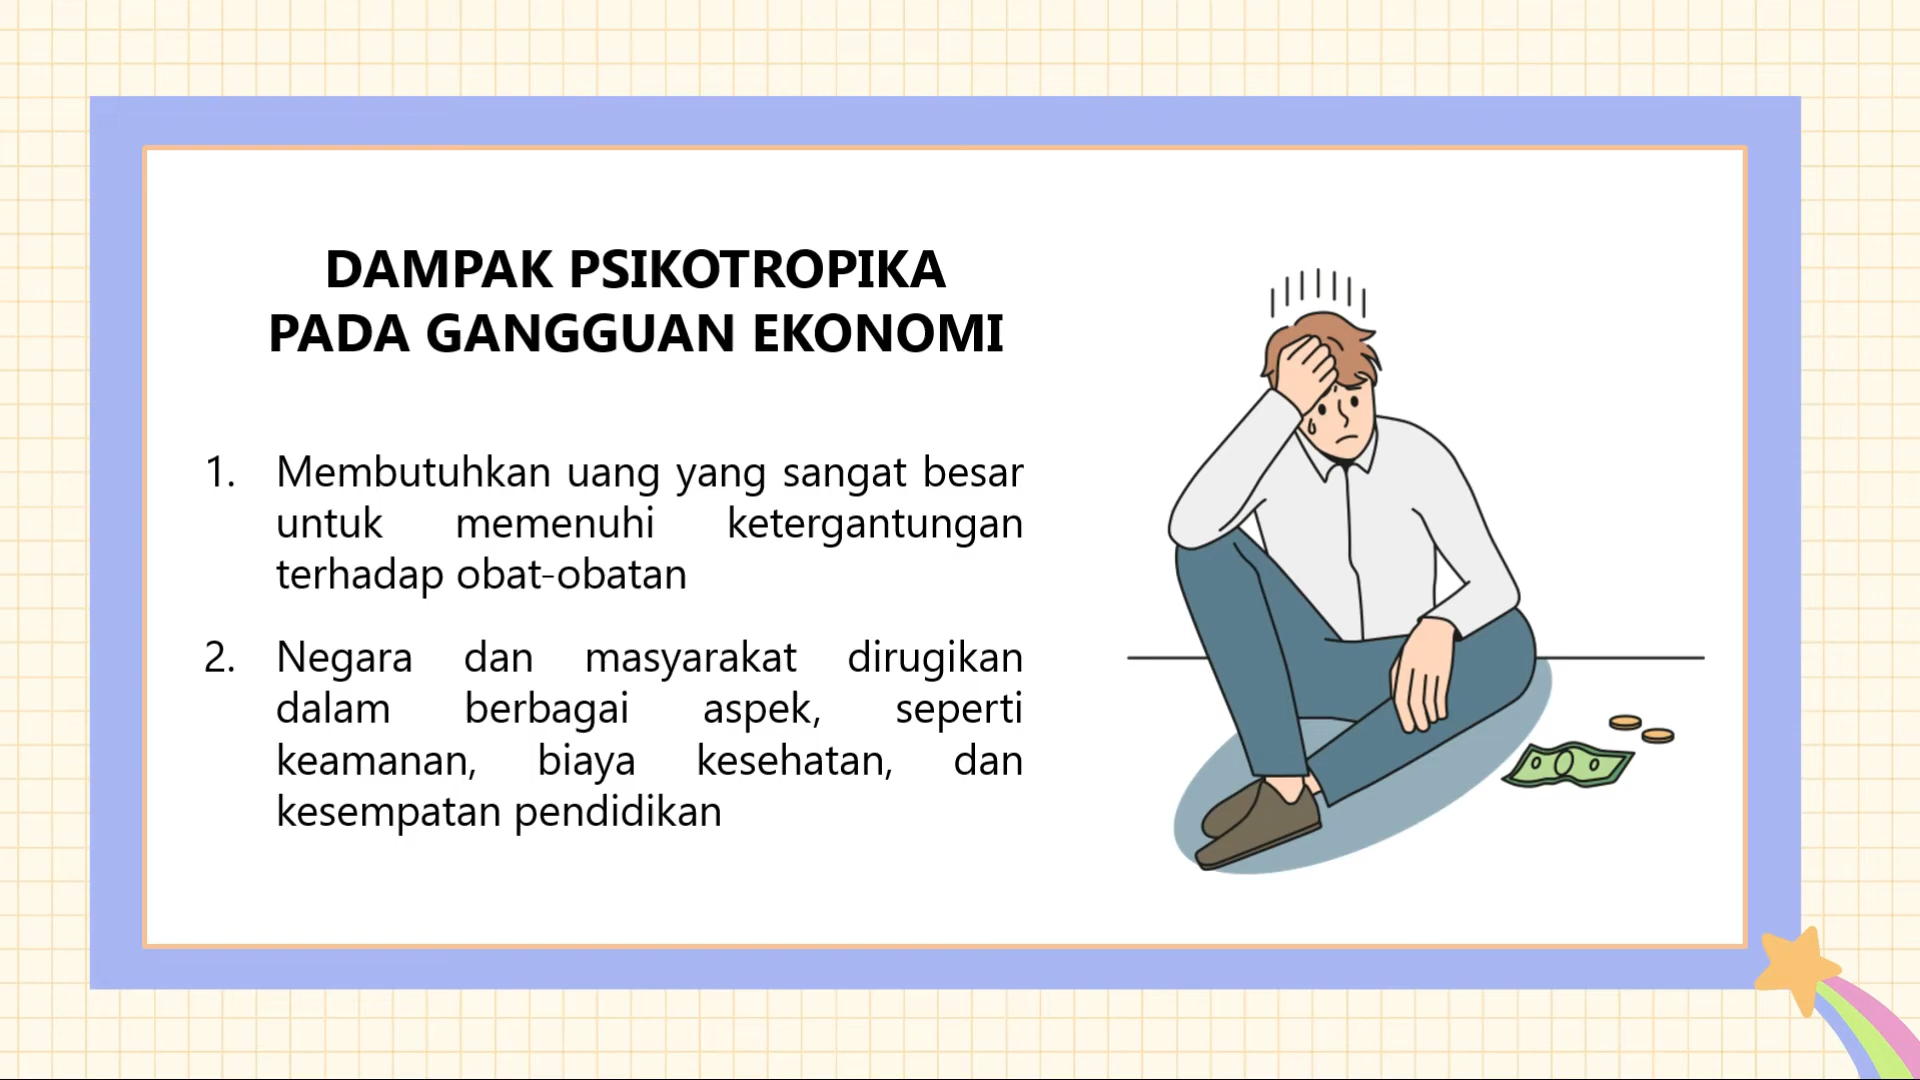 DAMPAK PSIKOTROPIKA
PADA GANGGUAN EKONOMI
1. Membutuhkan uang yang sangat besar
untuk memenuhi ketergantungan
terhadap obat-obatan
2. Negara dan masyarakat dirugikan
dalam berbagai aspek, seperti
keamanan, biaya kesehatan, dan
kesempatan pendidikan